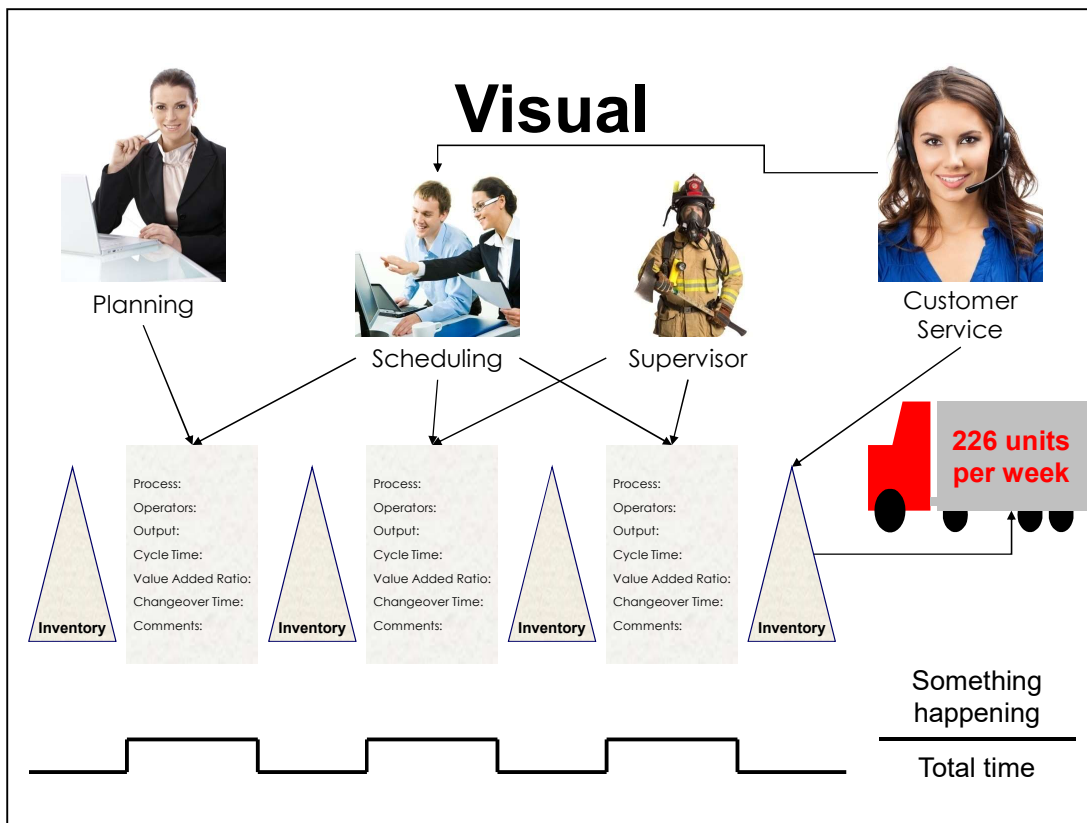 Visual
Planning
Scheduling
Supervisor
Customer
Service
226 units
per week
Inventory
Process:
Operators:
Output:
Cycle Time:
Value Added Ratio:
Changeover Time:
Comments:
Inventory
Process:
Operators:
Output:
Cycle Time:
Value Added Ratio:
Changeover Time:
Comments:
Inventory
Process:
Operators:
Output:
Cycle Time:
Value Added Ratio:
Changeover Time:
Comments:
Inventory
Something
happening
Total time